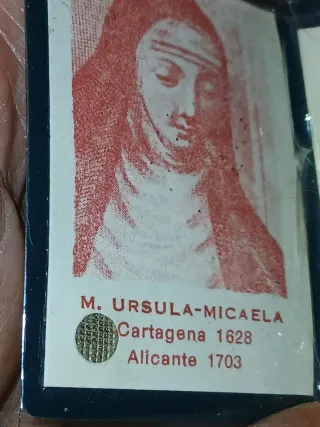 M. URSULA-MICAELA
Cartagena 1628
Alicante 1703